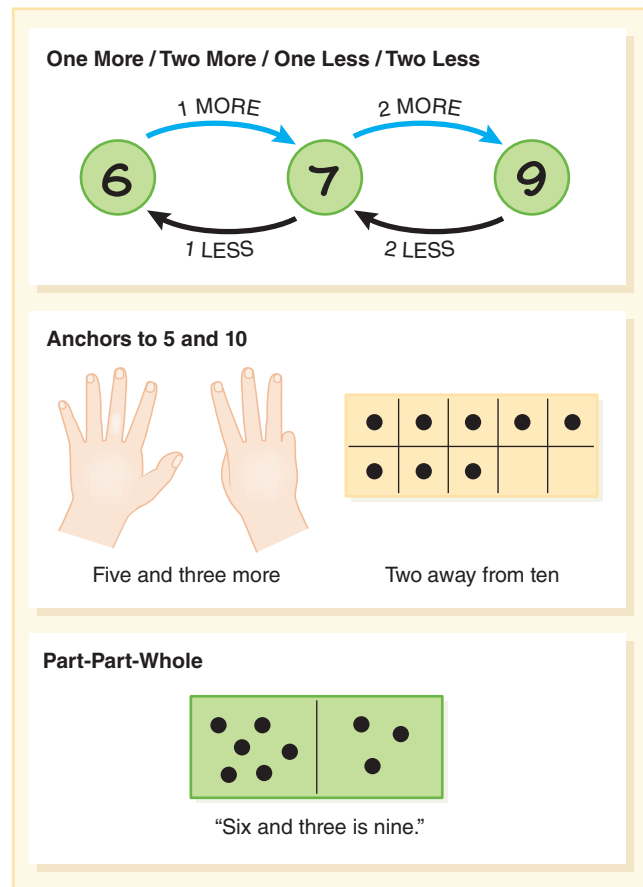 One More / Two More / One Less / Two Less
1 MORE
2 MORE
6
7
9
1 LESS
2 LESS
Anchors to 5 and 10
Five and three more
Two away from ten
Part-Part-Whole
“Six and three is nine.”